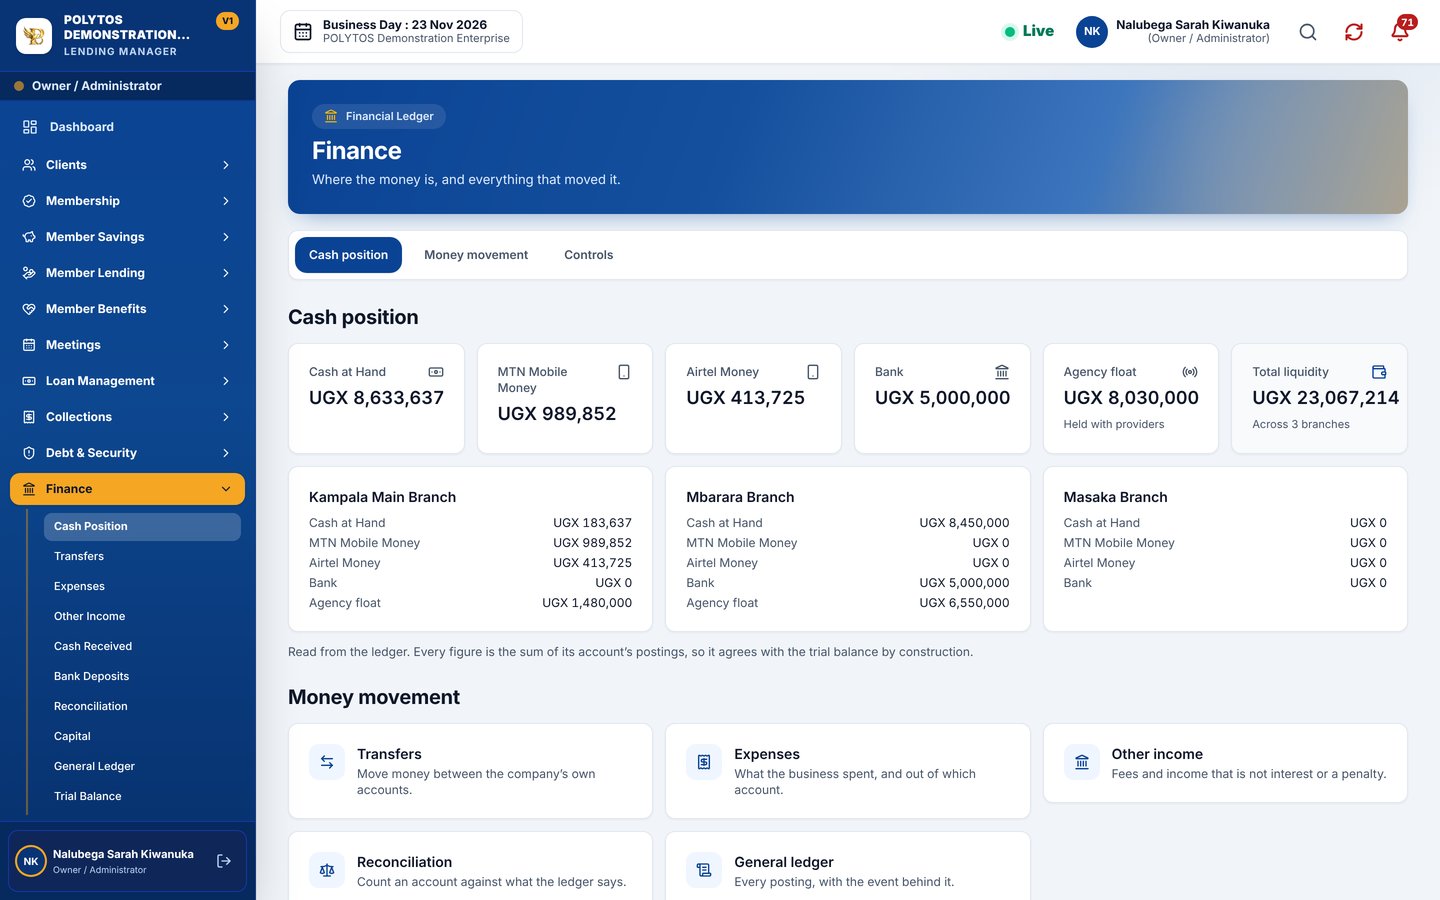 POLYTOS
DEMONSTRATION...
LENDING MANAGER
V1
Owner / Administrator
Dashboard
Clients
Membership
Member Savings
Member Lending
Member Benefits
Meetings
Loan Management
Collections
Debt & Security
Finance
Cash Position
Transfers
Expenses
Other Income
Cash Received
Bank Deposits
Reconciliation
Capital
General Ledger
Trial Balance
NK
Nalubega Sarah Kiwanuka
Owner / Administrator
Business Day : 23 Nov 2026
POLYTOS Demonstration Enterprise
Live
NK
Nalubega Sarah Kiwanuka
(Owner / Administrator)
71
Financial Ledger
Finance
Where the money is, and everything that moved it.
Cash position
Money movement
Controls
Cash position
Cash at Hand
UGX 8,633,637
MTN Mobile
Money
UGX 989,852
Airtel Money
UGX 413,725
Bank
UGX 5,000,000
Agency float
UGX 8,030,000
Held with providers
Total liquidity
UGX 23,067,214
Across 3 branches
Kampala Main Branch
Cash at Hand UGX 183,637
MTN Mobile Money UGX 989,852
Airtel Money UGX 413,725
Bank UGX 0
Agency float UGX 1,480,000
Mbarara Branch
Cash at Hand UGX 8,450,000
MTN Mobile Money UGX 0
Airtel Money UGX 0
Bank UGX 5,000,000
Agency float UGX 6,550,000
Masaka Branch
Cash at Hand UGX 0
MTN Mobile Money UGX 0
Airtel Money UGX 0
Bank UGX 0
Read from the ledger. Every figure is the sum of its account’s postings, so it agrees with the trial balance by construction.
Money movement
Transfers
Move money between the company’s own
accounts.
Expenses
What the business spent, and out of which
account.
Other income
Fees and income that is not interest or a penalty.
Reconciliation
Count an account against what the ledger says.
General ledger
Every posting, with the event behind it.